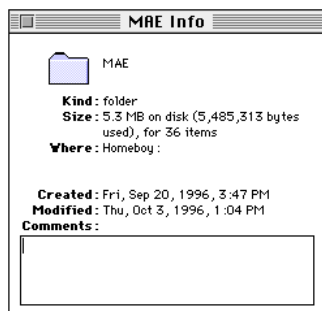 MAE Info
MAE
Kind: folder
Size: 5.3 MB on disk (5,485,313 bytes
used), for 36 items
Where: Homeboy:
Created: Fri, Sep 20, 1996, 3:47 PM
Modified: Thu, Oct 3, 1996, 1:04 PM
Comments: